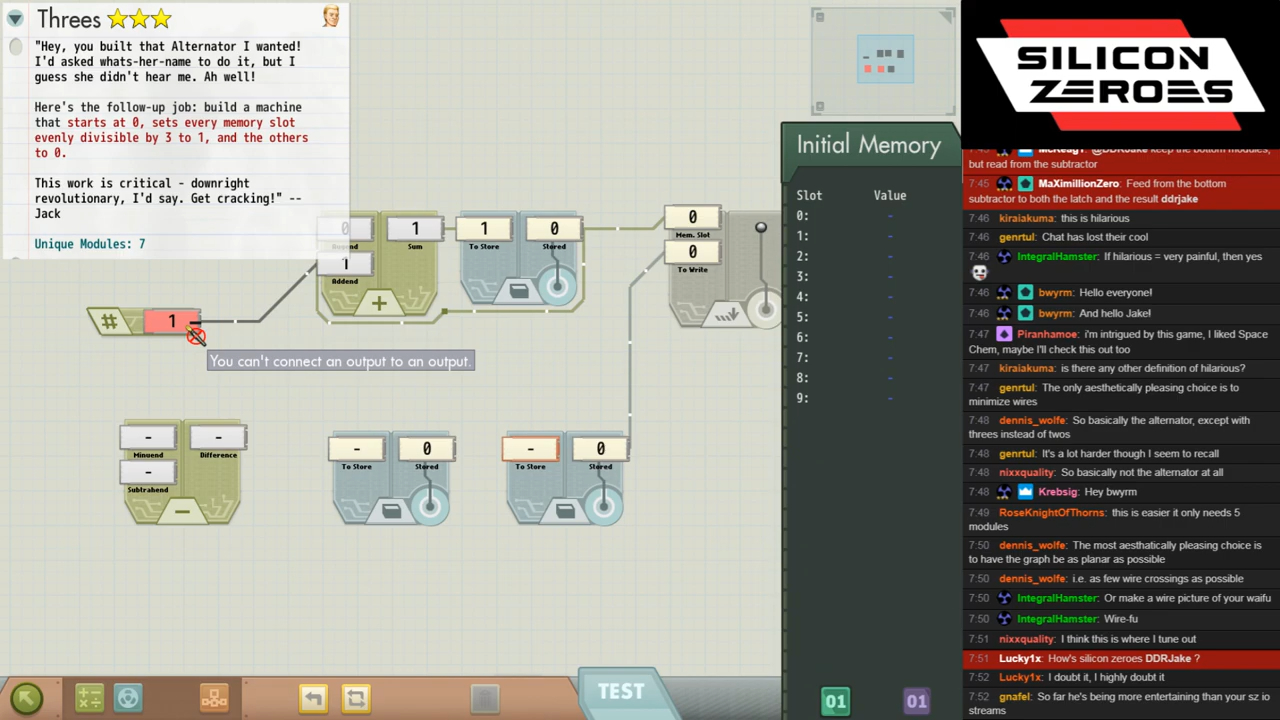 Threes
"Hey, you built that Alternator I wanted!
I'd asked whats-her-name to do it, but I
guess she didn't hear me. Ah well!
Here's the follow-up job: build a machine
that starts at 0, sets every memory slot
evenly divisible by 3 to 1, and the others
to 0.
This work is critical - downright
revolutionary, I'd say. Get cracking!" --
Jack
Unique Modules: 7
0 1 Sum
1 Addend
1 To Store
0 Stored
0 Mem. Slot
0 To Write
# 1
You can't connect an output to an output.
- Minuend
- Difference
- Subtrahend
- To Store
0 Stored
- To Store
0 Stored
TEST
Initial Memory
Slot Value
0: -
1: -
2: -
3: -
4: -
5: -
6: -
7: -
8: -
9: -
01 01
SILICON
ZEROES
7:45 McKeag1: @DDRJake keep the bottom modules,
but read from the subtractor
7:45 MaXimillionZero: Feed from the bottom
subtractor to both the latch and the result ddrjake
7:46 kiraiakuma: this is hilarious
7:46 genrtul: Chat has lost their cool
7:46 IntegralHamster: If hilarious = very painful, then yes
7:46 bwyrm: Hello everyone!
7:46 bwyrm: And hello Jake!
7:47 Piranhamoe: i'm intrigued by this game, I liked Space
Chem, maybe I'll check this out too
7:47 kiraiakuma: is there any other definition of hilarious?
7:47 genrtul: The only aesthetically pleasing choice is to
minimize wires
7:48 dennis_wolfe: So basically the alternator, except with
threes instead of twos
7:48 genrtul: It's a lot harder though I seem to recall
7:48 nixxquality: So basically not the alternator at all
7:48 Krebsig: Hey bwyrm
7:49 RoseKnightOfThorns: this is easier it only needs 5
modules
7:50 dennis_wolfe: The most aesthatically pleasing choice is
to have the graph be as planar as possible
7:50 dennis_wolfe: i.e. as few wire crossings as possible
7:50 IntegralHamster: Or make a wire picture of your waifu
7:50 IntegralHamster: Wire-fu
7:51 nixxquality: I think this is where I tune out
7:51 Lucky1x: How's silicon zeroes DDRJake ?
7:52 Lucky1x: I doubt it, I highly doubt it
7:52 gnafel: So far he's being more entertaining than your sz io
streams